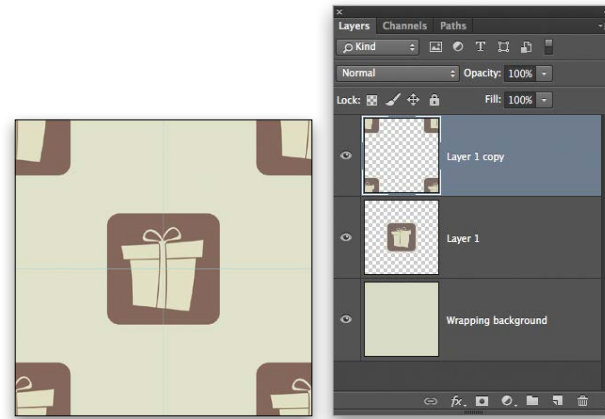 Layers Channels Paths
Kind
Normal Opacity: 100%
Lock: Fill: 100%
Layer 1 copy
Layer 1
Wrapping background
fx.